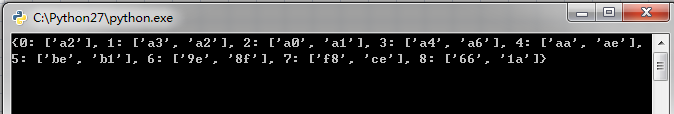 C:\Python27\python.exe
{0: ['a2'], 1: ['a3', 'a2'], 2: ['a0', 'a1'], 3: ['a4', 'a6'], 4: ['aa', 'ae'],
5: ['be', 'b1'], 6: ['9e', '8f'], 7: ['f8', 'ce'], 8: ['66', '1a']}